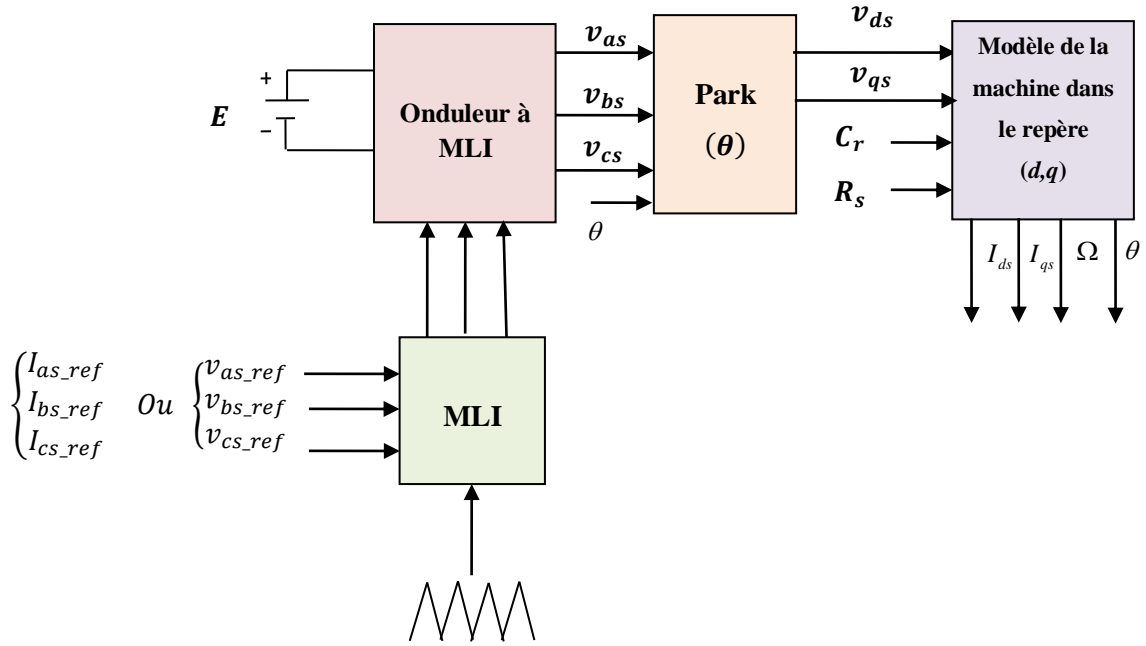 +
E
−
Onduleur à
MLI
v_as
v_bs
v_cs
θ
Park
(θ)
v_ds
v_qs
C_r
R_s
Modèle de la
machine dans
le repère
(d,q)
I_ds I_qs Ω θ
{I_as_ref
I_bs_ref
I_cs_ref
Ou
{v_as_ref
v_bs_ref
v_cs_ref
MLI